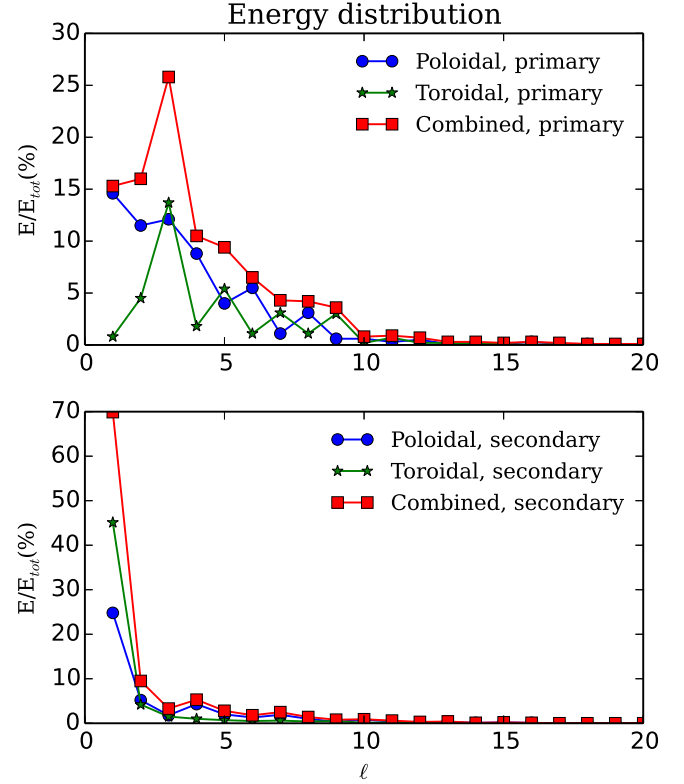 Energy distribution
30
25
20
15
10
5
0
E/E_tot(%)
Poloidal, primary
Toroidal, primary
Combined, primary
0 5 10 15 20
70
60
50
40
30
20
10
0
E/E_tot(%)
Poloidal, secondary
Toroidal, secondary
Combined, secondary
0 5 10 15 20
ℓ